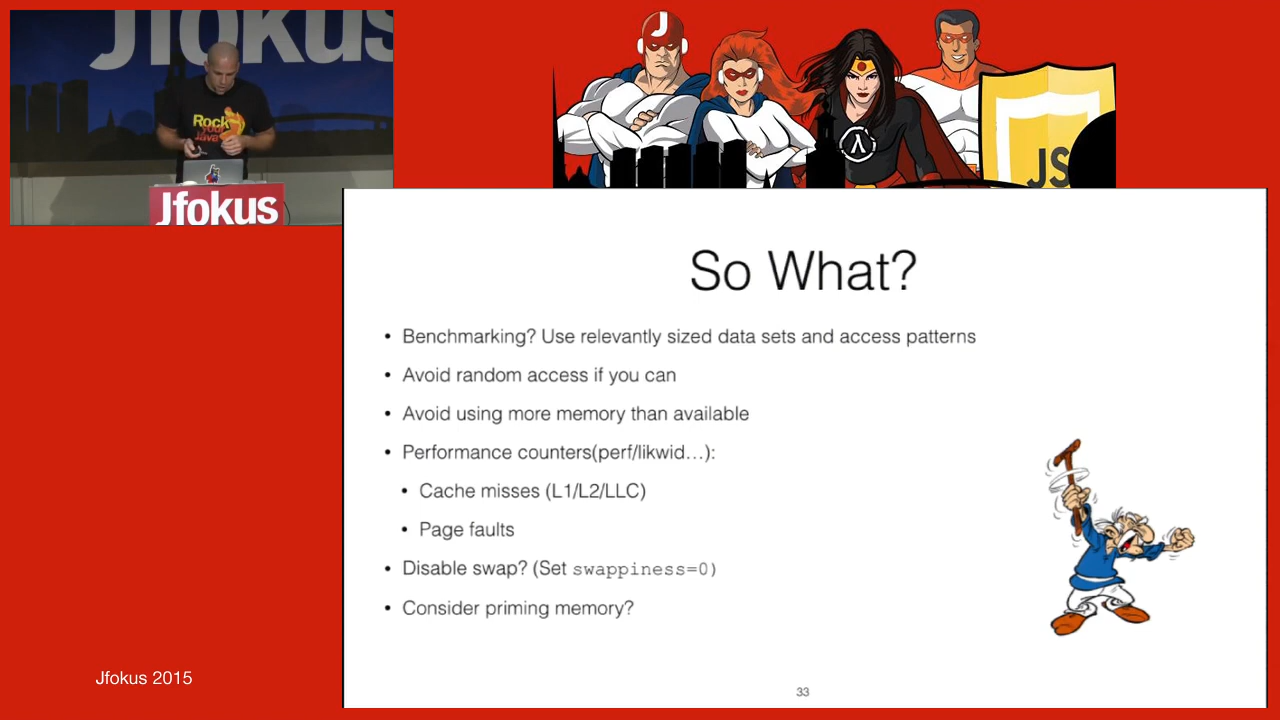 Jfokus
Rock
your
Java
Jfokus
J
JS
So What?
• Benchmarking? Use relevantly sized data sets and access patterns
• Avoid random access if you can
• Avoid using more memory than available
• Performance counters(perf/likwid...):
• Cache misses (L1/L2/LLC)
• Page faults
• Disable swap? (Set swappiness=0)
• Consider priming memory?
33
Jfokus 2015